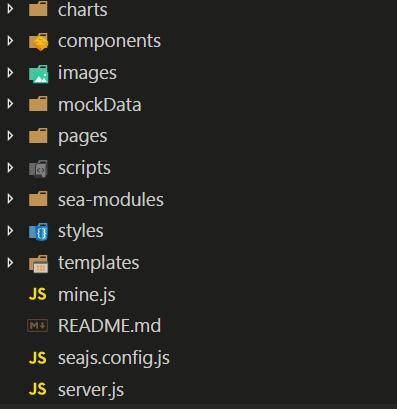 charts
components
images
mockData
pages
scripts
sea-modules
styles
templates
JS mine.js
M↓ README.md
JS seajs.config.js
JS server.js